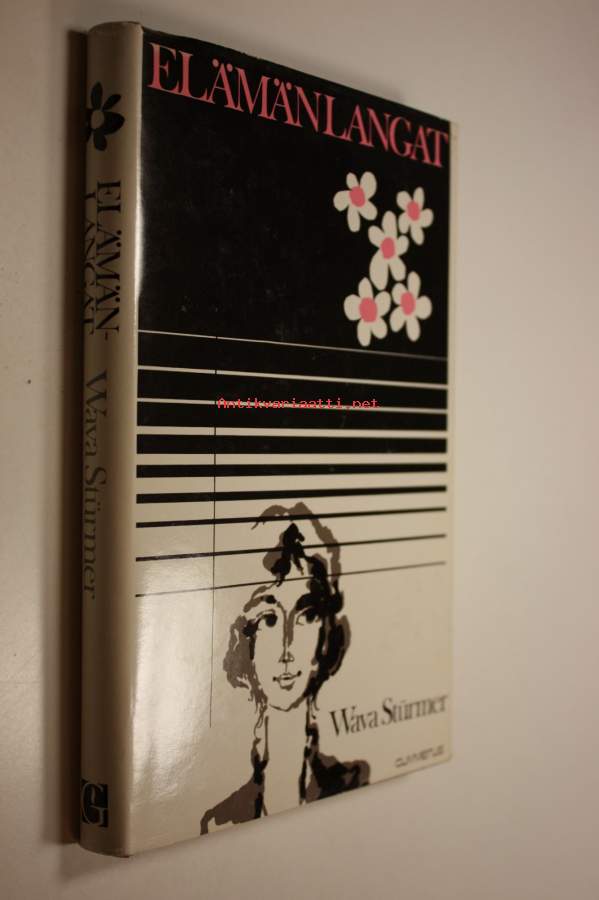 ELÄMÄNLANGAT
Wava Stürmer
GUMMERUS
ELÄMÄN-
LANGAT
Wava Stürmer
G
Antikvariaatti.net